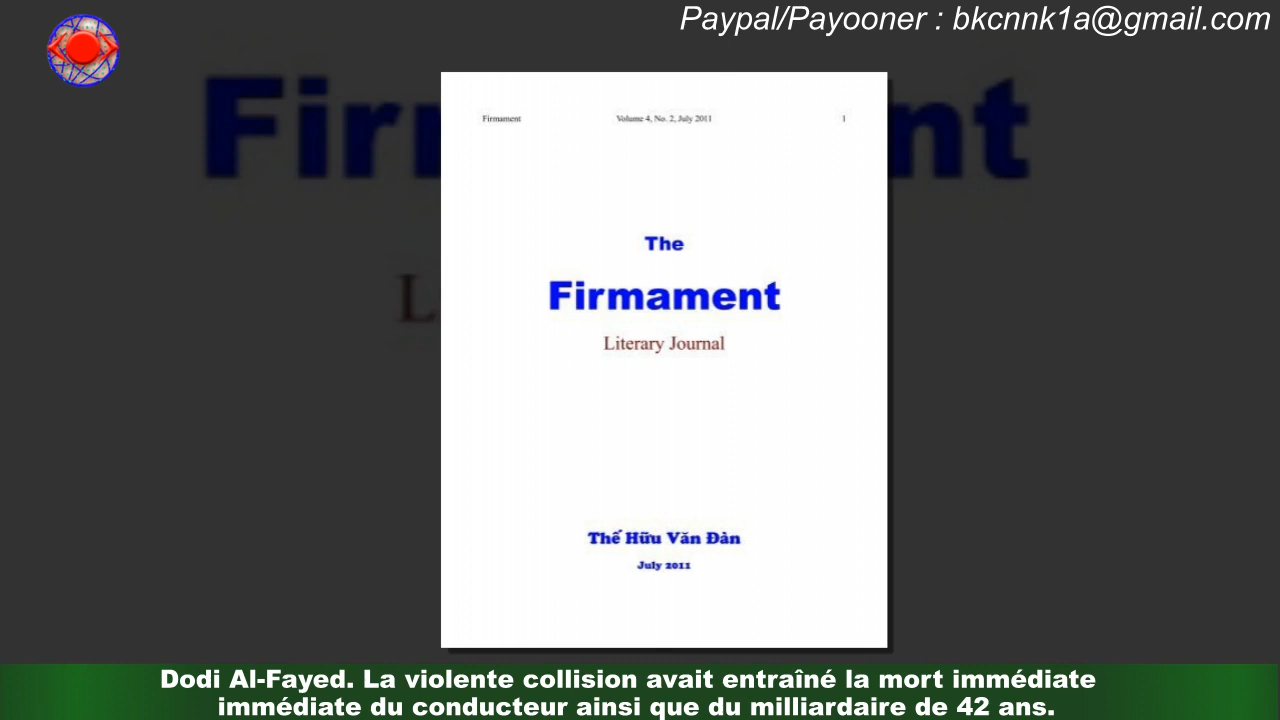 Paypal/Payooner : bkcnnk1a@gmail.com
Firmament Volume 4, No. 2, July 2011 1
The
Firmament
Literary Journal
Thế Hữu Văn Đàn
July 2011
Dodi Al-Fayed. La violente collision avait entraîné la mort immédiate
immédiate du conducteur ainsi que du milliardaire de 42 ans.